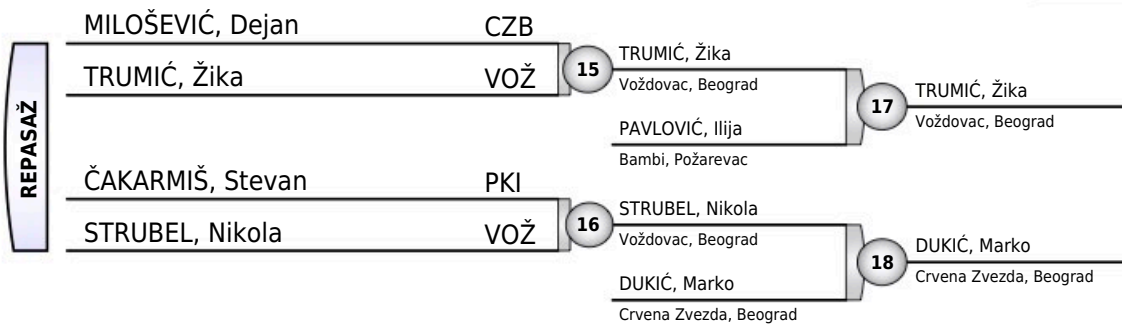 REPASAŽ
MILOŠEVIĆ, Dejan CZB
TRUMIĆ, Žika VOŽ
15
TRUMIĆ, Žika
Voždovac, Beograd
PAVLOVIĆ, Ilija
Bambi, Požarevac
17
TRUMIĆ, Žika
Voždovac, Beograd
ČAKARMIŠ, Stevan PKI
STRUBEL, Nikola VOŽ
16
STRUBEL, Nikola
Voždovac, Beograd
DUKIĆ, Marko
Crvena Zvezda, Beograd
18
DUKIĆ, Marko
Crvena Zvezda, Beograd